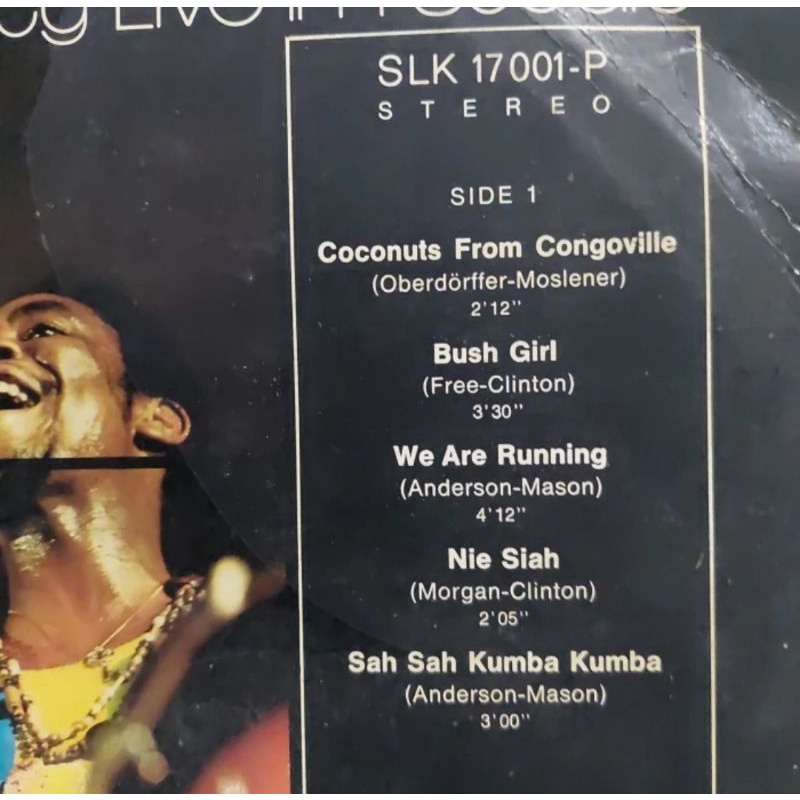 Live in
SLK 17001-P
STEREO
SIDE 1
Coconuts From Congoville
(Oberdörffer-Moslener)
2'12"
Bush Girl
(Free-Clinton)
3'30"
We Are Running
(Anderson-Mason)
4'12"
Nie Siah
(Morgan-Clinton)
2'05"
Sah Sah Kumba Kumba
(Anderson-Mason)
3'00"